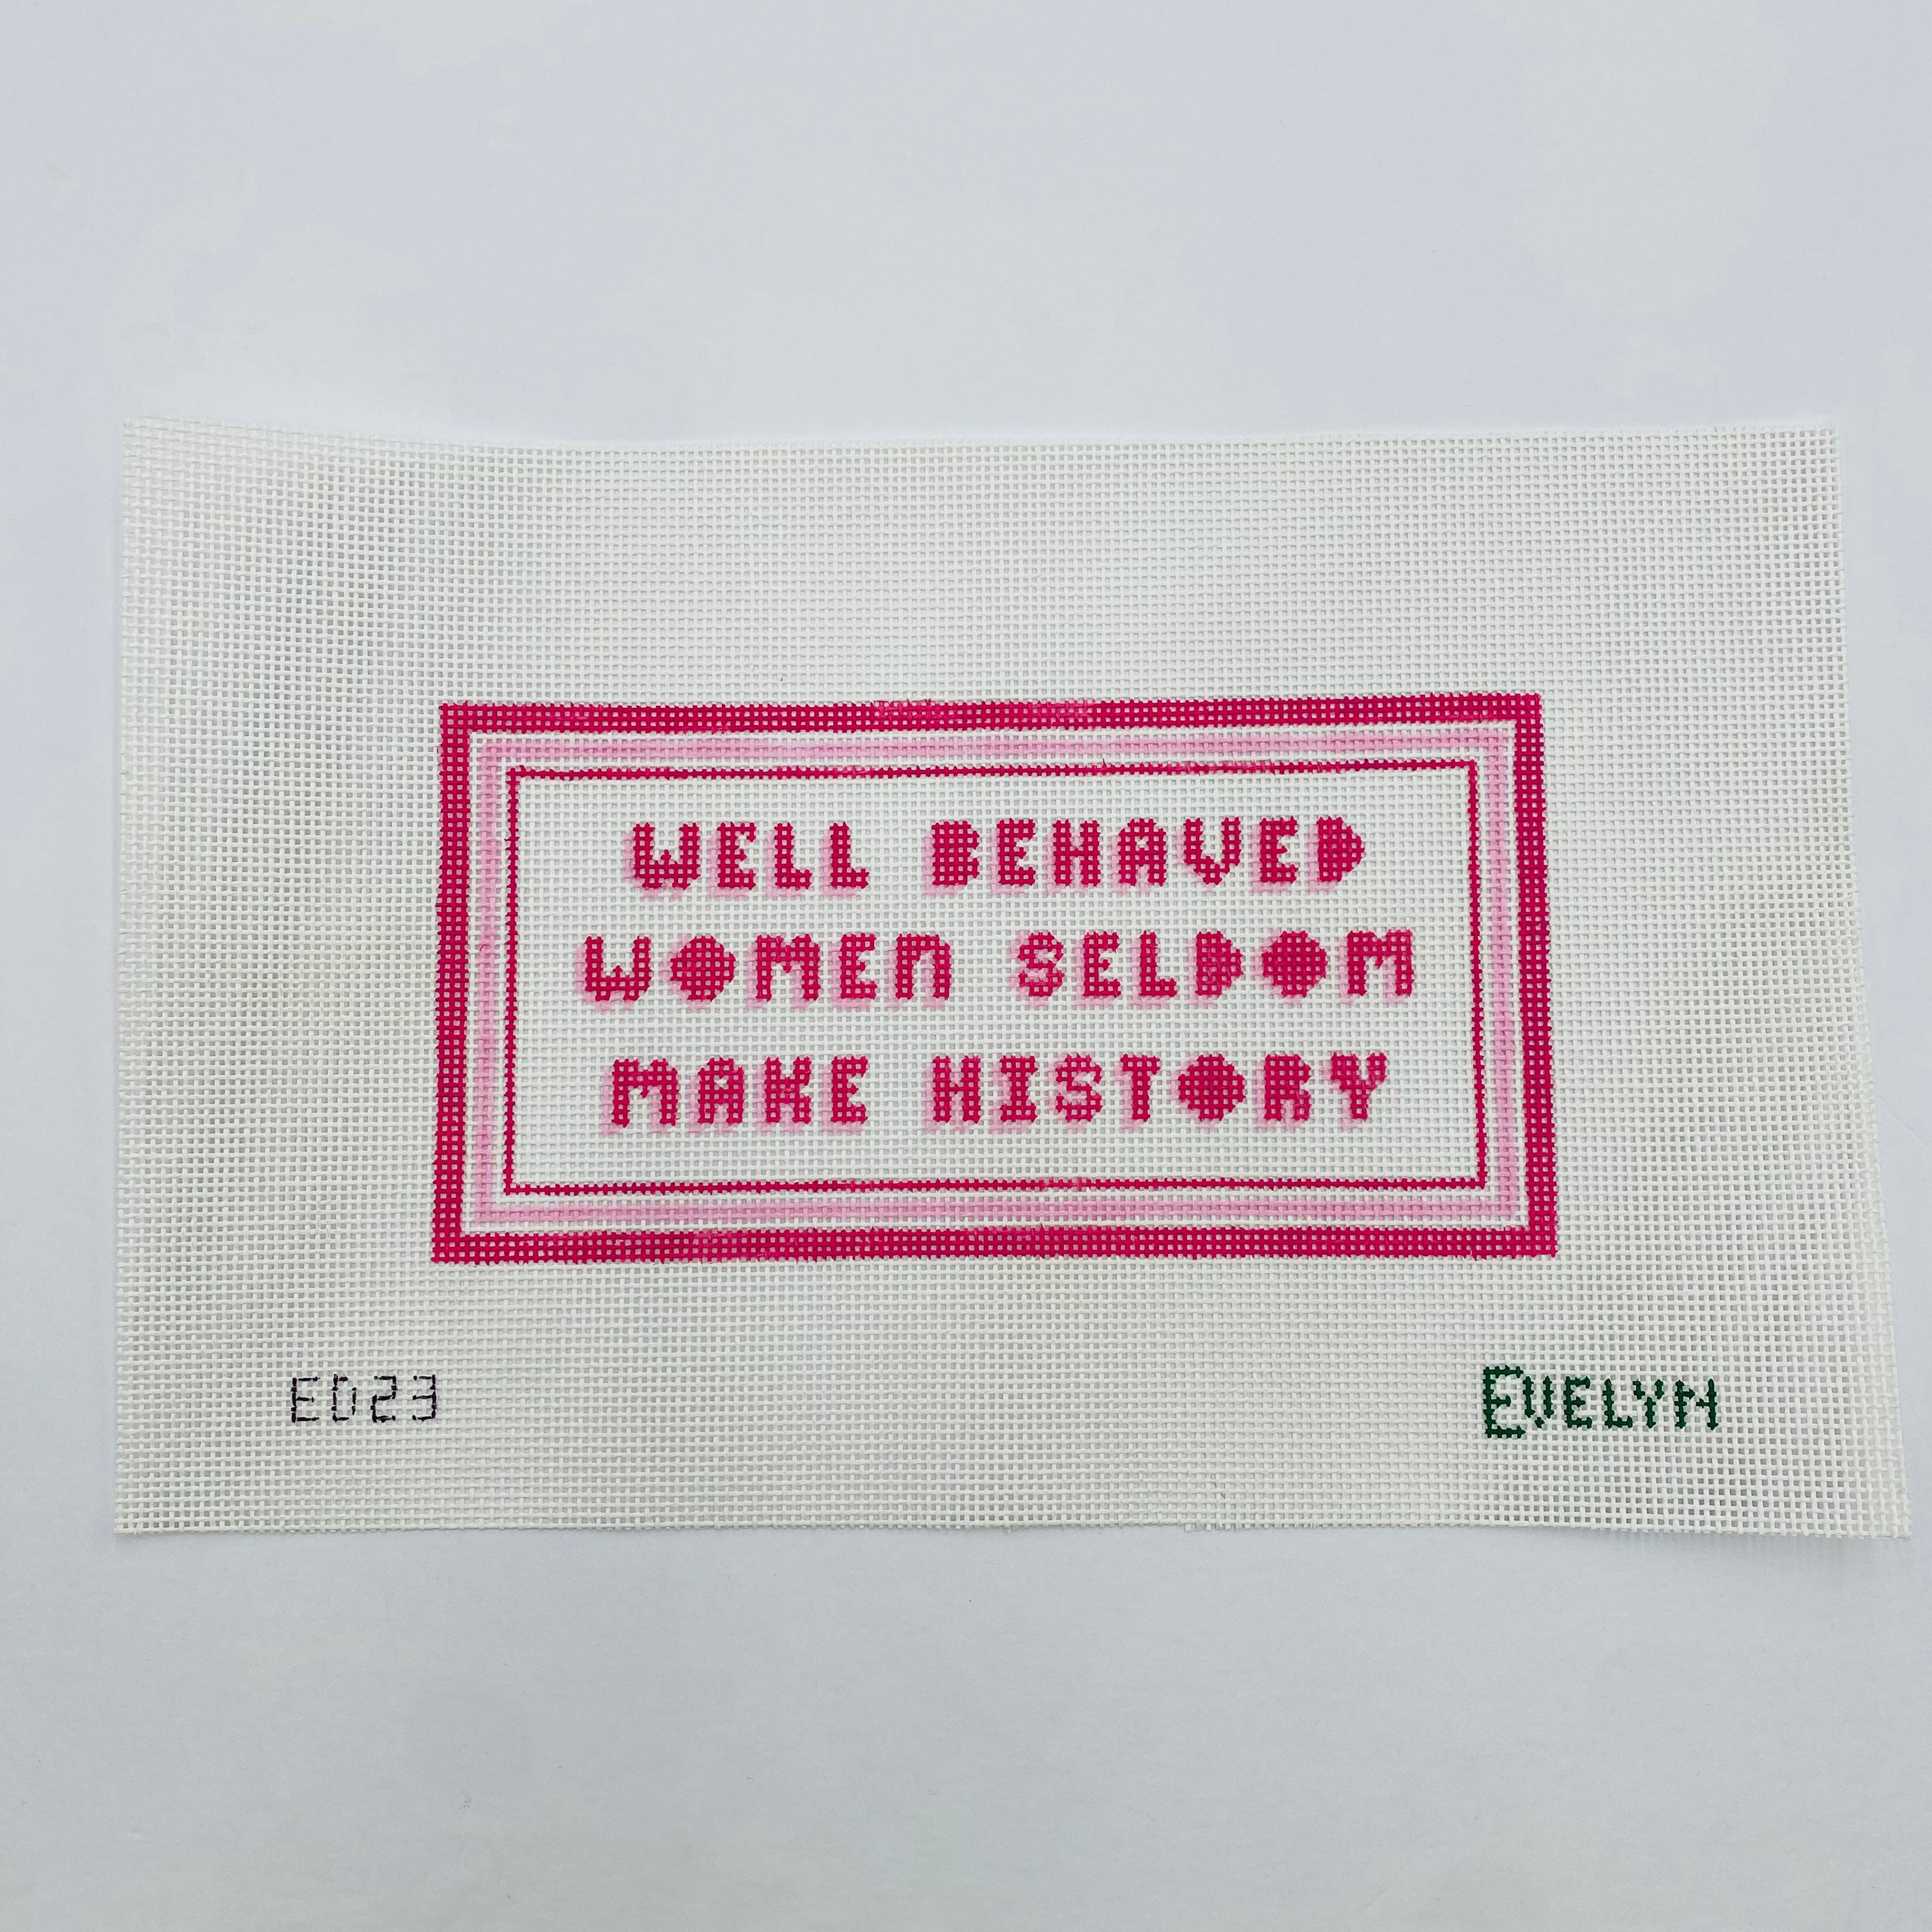 WELL BEHAVED
WOMEN SELDOM
MAKE HISTORY
ED23
EVELYN